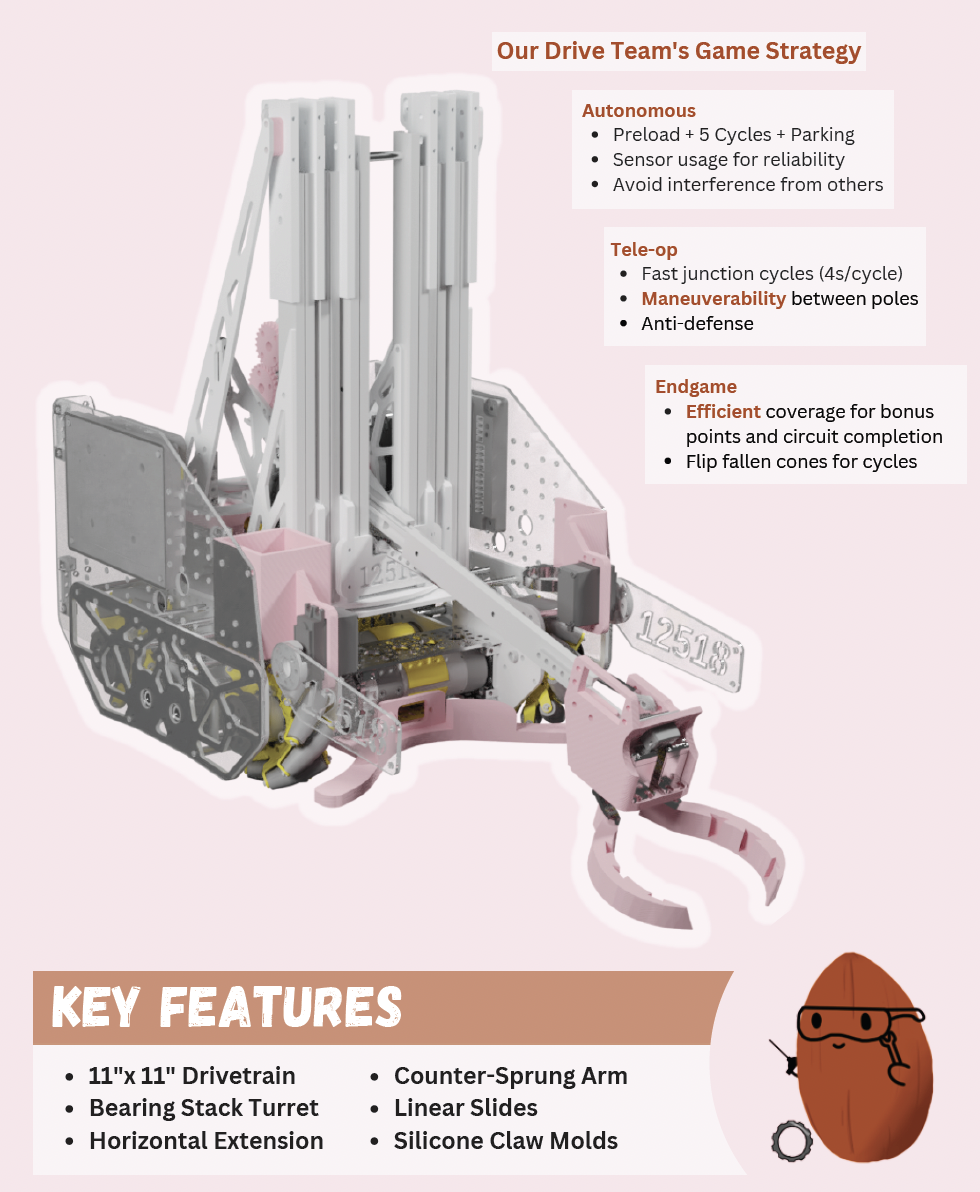 Our Drive Team's Game Strategy
Autonomous
• Preload + 5 Cycles + Parking
• Sensor usage for reliability
• Avoid interference from others
Tele-op
• Fast junction cycles (4s/cycle)
• Maneuverability between poles
• Anti-defense
Endgame
• Efficient coverage for bonus
points and circuit completion
• Flip fallen cones for cycles
12518
12518
KEY FEATURES
• 11"x 11" Drivetrain
• Bearing Stack Turret
• Horizontal Extension
• Counter-Sprung Arm
• Linear Slides
• Silicone Claw Molds